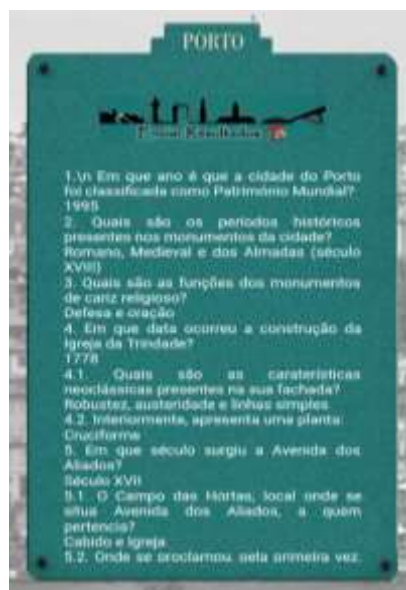 PORTO
1.\n Em que ano é que a cidade do Porto
foi classificada como Património Mundial?
1995
2. Quais são os períodos históricos
presentes nos monumentos da cidade?
Romano, Medieval e dos Almadas (século
XVIII)
3. Quais são as funções dos monumentos
de cariz religioso?
Defesa e oração
4. Em que data ocorreu a construção da
Igreja da Trindade?
1778
4.1. Quais são as caraterísticas
neoclássicas presentes na sua fachada?
Robustez, austeridade e linhas simples
4.2. Interiormente, apresenta uma planta:
Cruciforme
5. Em que século surgiu a Avenida dos
Aliados?
Século XVII
5.1. O Campo das Hortas, local onde se
situa Avenida dos Aliados, a quem
pertencia?
Cabido e Igreja
5.2. Onde se proclamou, pela primeira vez,